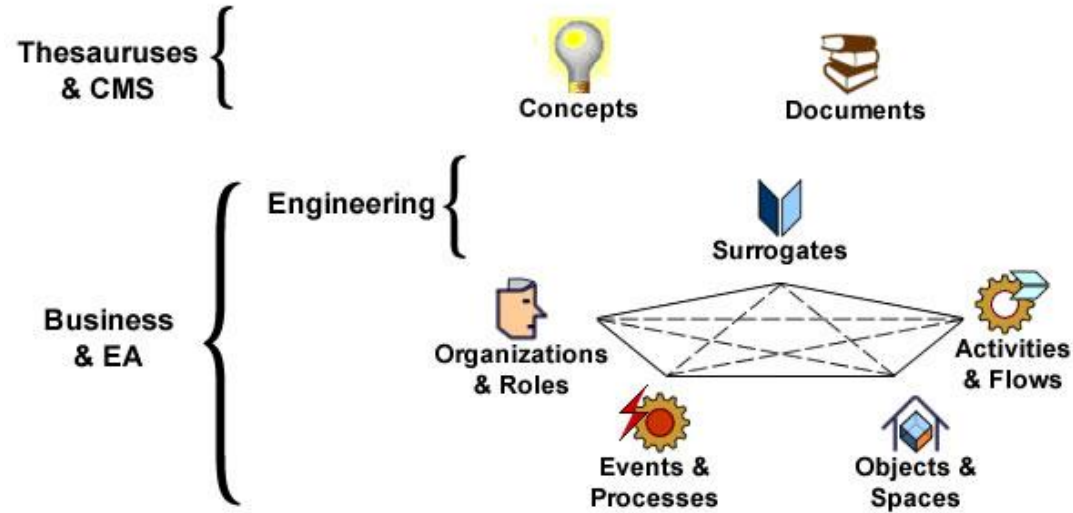 Thesauruses
& CMS
Concepts
Documents
Engineering
Surrogates
Business
& EA
Organizations
& Roles
Activities
& Flows
Events &
Processes
Objects &
Spaces